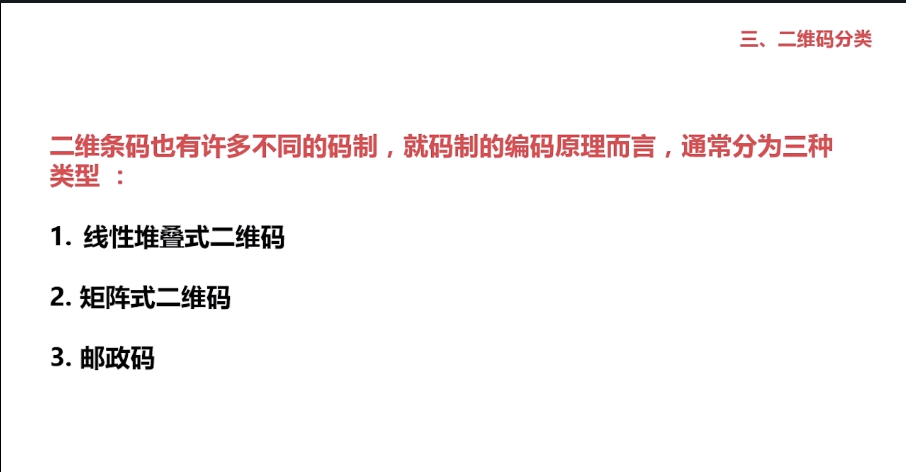 三、二维码分类
二维条码也有许多不同的码制，就码制的编码原理而言，通常分为三种
类型 ：
1. 线性堆叠式二维码
2. 矩阵式二维码
3. 邮政码